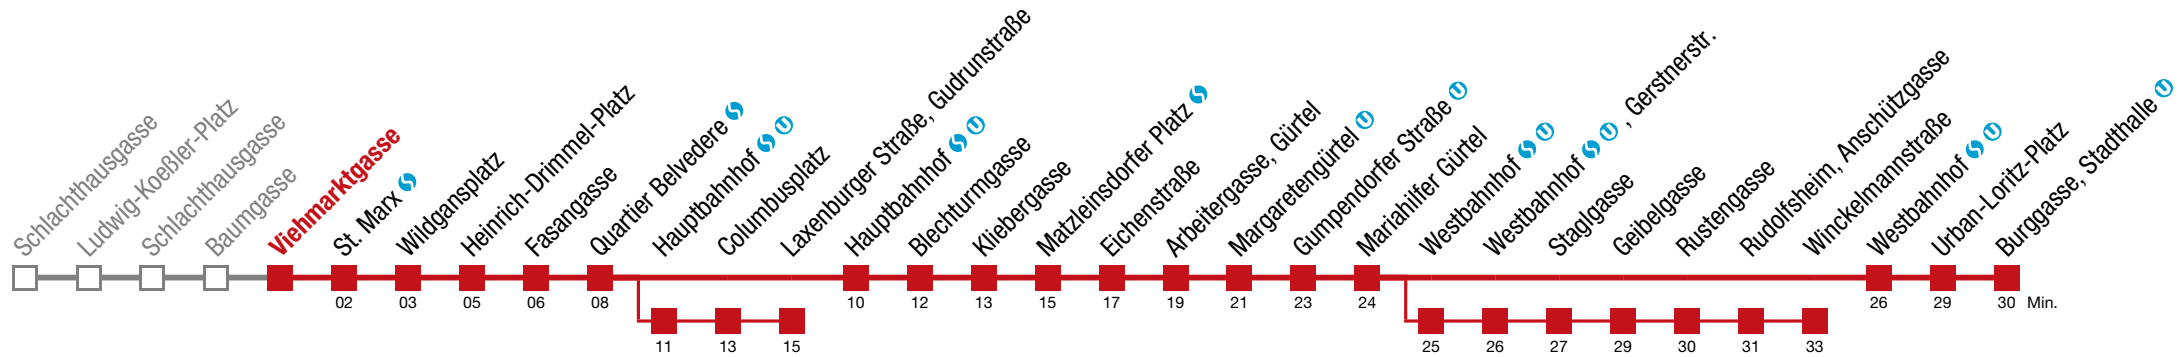 Schlachthausgasse
Ludwig-Koeßler-Platz
Schlachthausgasse
Baumgasse
Viehmarktgasse
St. Marx
Wildgansplatz
Heinrich-Drimmel-Platz
Fasangasse
Quartier Belvedere
Hauptbahnhof
Columbusplatz
Laxenburger Straße, Gudrunstraße
Hauptbahnhof
Blechturmgasse
Kliebergasse
Matzleinsdorfer Platz
Eichenstraße
Arbeitergasse, Gürtel
Margaretengürtel
Gumpendorfer Straße
Mariahilfer Gürtel
Westbahnhof
Westbahnhof , Gerstnerstr.
Staglgasse
Geibelgasse
Rustengasse
Rudolfsheim, Anschützgasse
Winckelmannstraße
Westbahnhof
Urban-Loritz-Platz
Burggasse, Stadthalle
02 03 05 06 08 10 12 13 15 17 19 21 23 24 26 29 30 Min.
11 13 15 25 26 27 29 30 31 33